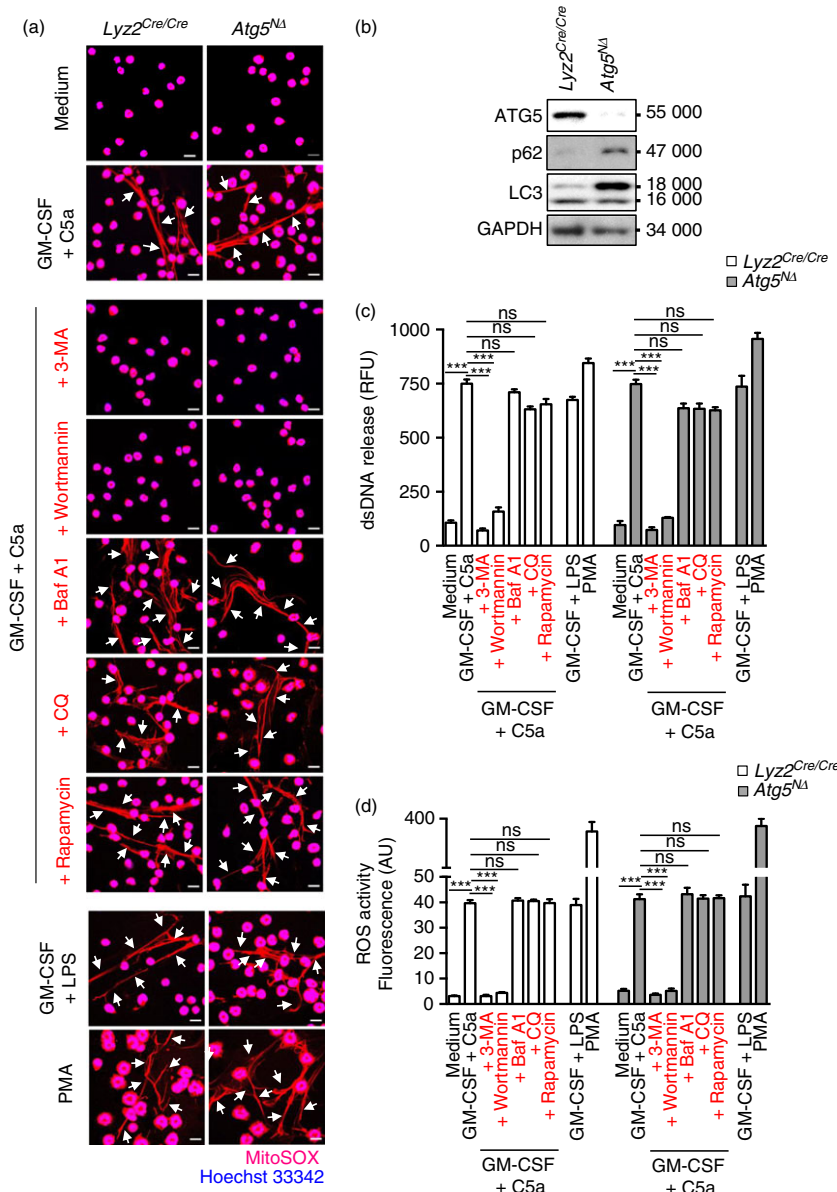 (a)
Lyz2Cre/Cre Atg5NΔ
Medium
GM-CSF
+ C5a
GM-CSF + C5a
+ 3-MA
+ Wortmannin
+ Baf A1
+ CQ
+ Rapamycin
GM-CSF
+ LPS
PMA
MitoSOX
Hoechst 33342
(b)
Lyz2Cre/Cre
Atg5NΔ
ATG5 55 000
p62 47 000
LC3 18 000
16 000
GAPDH 34 000
Lyz2Cre/Cre
Atg5NΔ
(c)
ns ns
ns ns
ns ns
*** *** *** ***
*** ***
dsDNA release (RFU)
1000
750
500
250
0
Medium
GM-CSF + C5a
+ 3-MA
+ Wortmannin
+ Baf A1
+ CQ
+ Rapamycin
GM-CSF + LPS
PMA
Medium
GM-CSF + C5a
+ 3-MA
+ Wortmannin
+ Baf A1
+ CQ
+ Rapamycin
GM-CSF + LPS
PMA
GM-CSF GM-CSF
+ C5a + C5a
Lyz2Cre/Cre
Atg5NΔ
(d)
ns ns
ns ns
ns ns
*** *** *** ***
*** ***
ROS activity
Fluorescence (AU)
400
50
40
30
20
10
0
Medium
GM-CSF + C5a
+ 3-MA
+ Wortmannin
+ Baf A1
+ CQ
+ Rapamycin
GM-CSF + LPS
PMA
Medium
GM-CSF + C5a
+ 3-MA
+ Wortmannin
+ Baf A1
+ CQ
+ Rapamycin
GM-CSF + LPS
PMA
GM-CSF GM-CSF
+ C5a + C5a